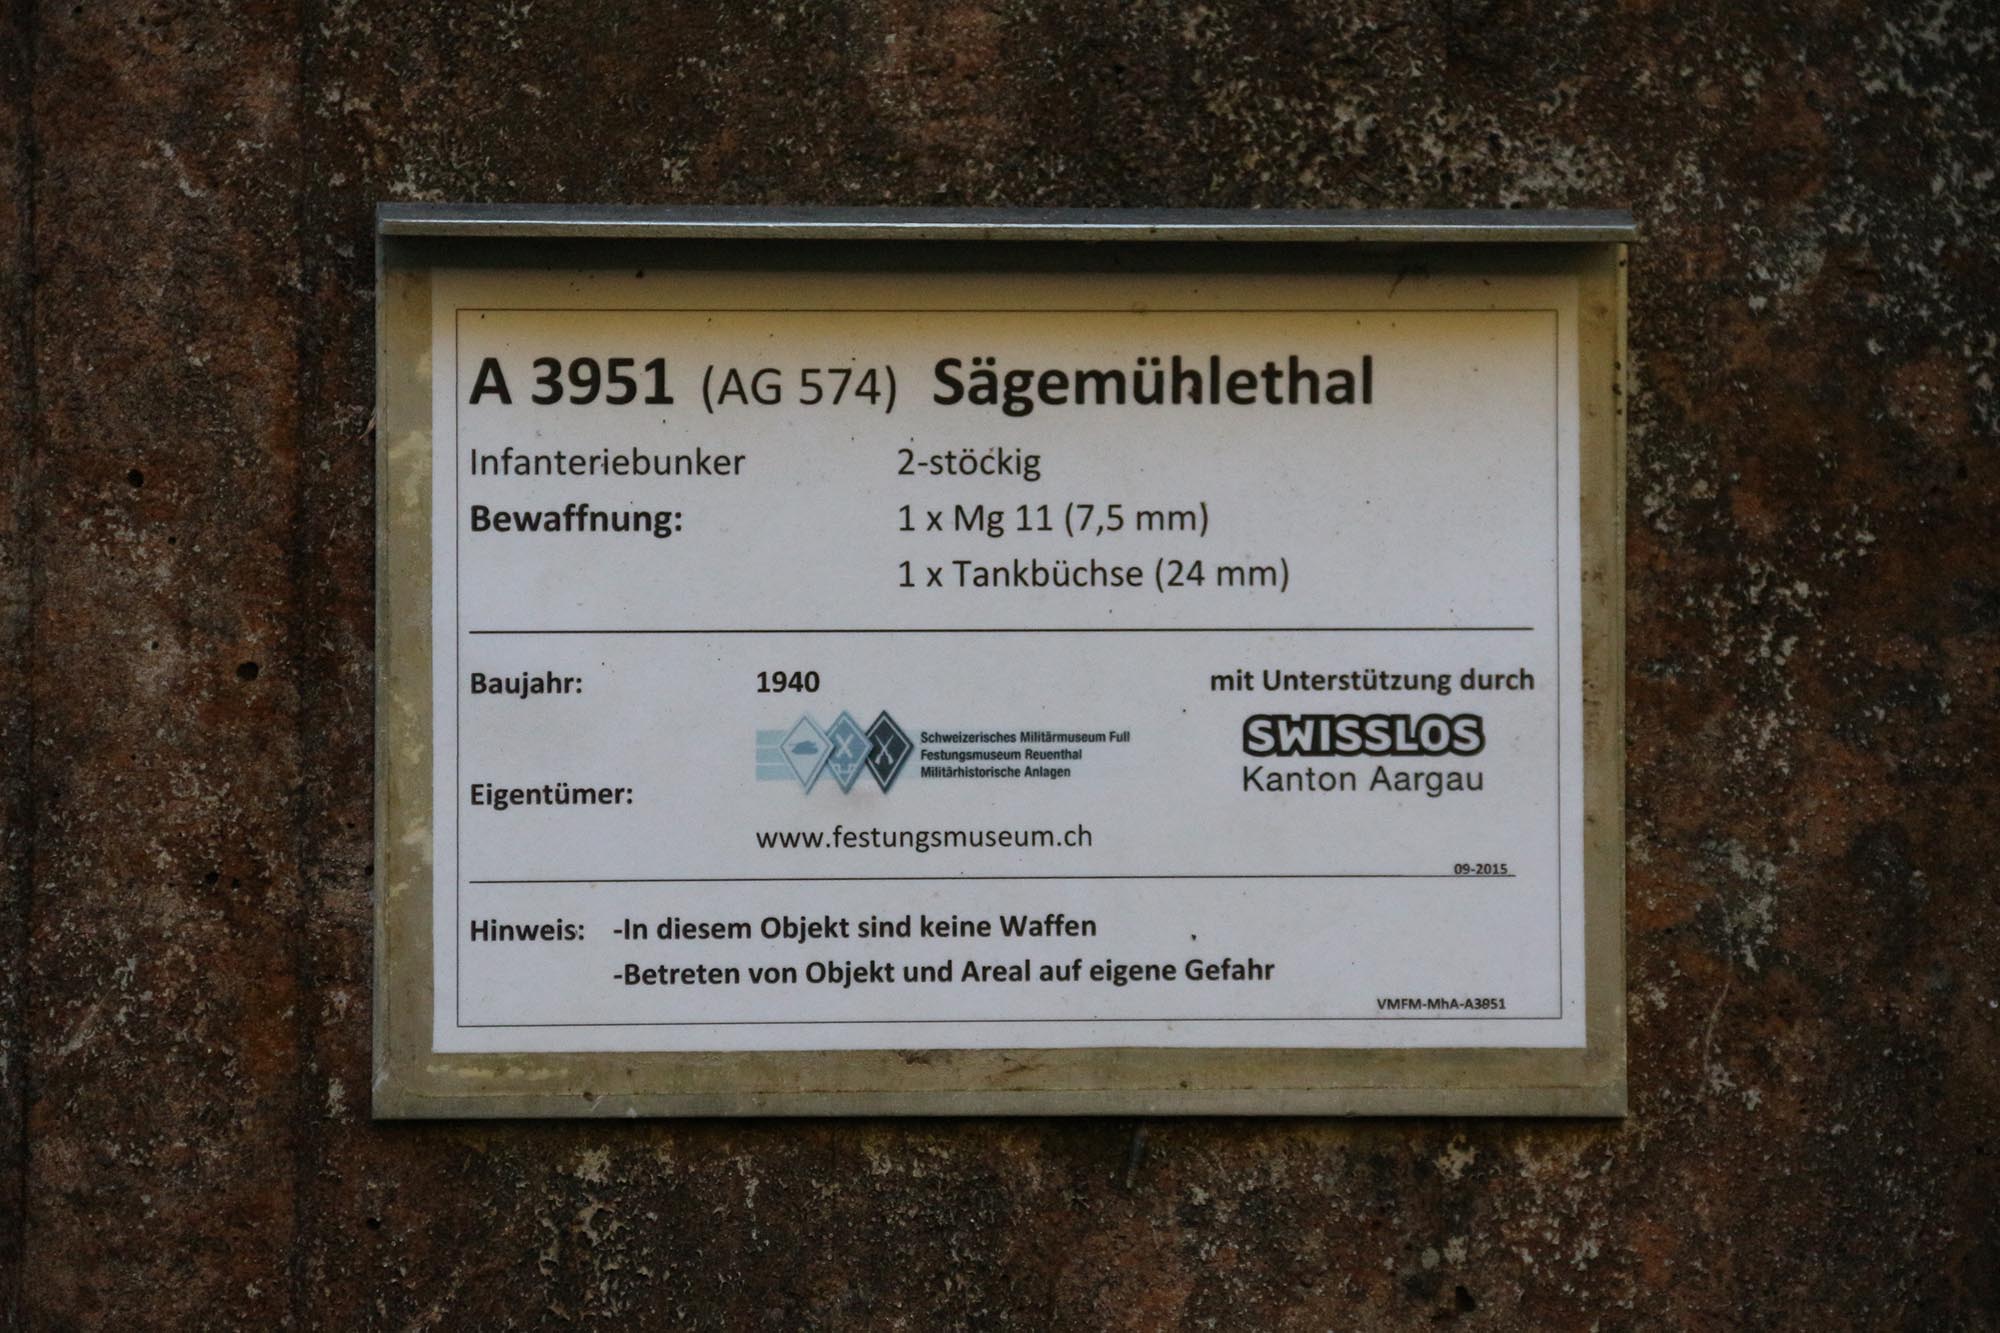 A 3951 (AG 574) Sägemühlethal
Infanteriebunker 2-stöckig
Bewaffnung: 1 x Mg 11 (7,5 mm)
1 x Tankbüchse (24 mm)
Baujahr: 1940 mit Unterstützung durch
Schweizerisches Militärmuseum Full
Festungsmuseum Reuenthal
Militärhistorische Anlagen
SWISSLOS
Kanton Aargau
Eigentümer:
www.festungsmuseum.ch
09-2015
Hinweis: -In diesem Objekt sind keine Waffen
-Betreten von Objekt und Areal auf eigene Gefahr
VMFM-MhA-A3951